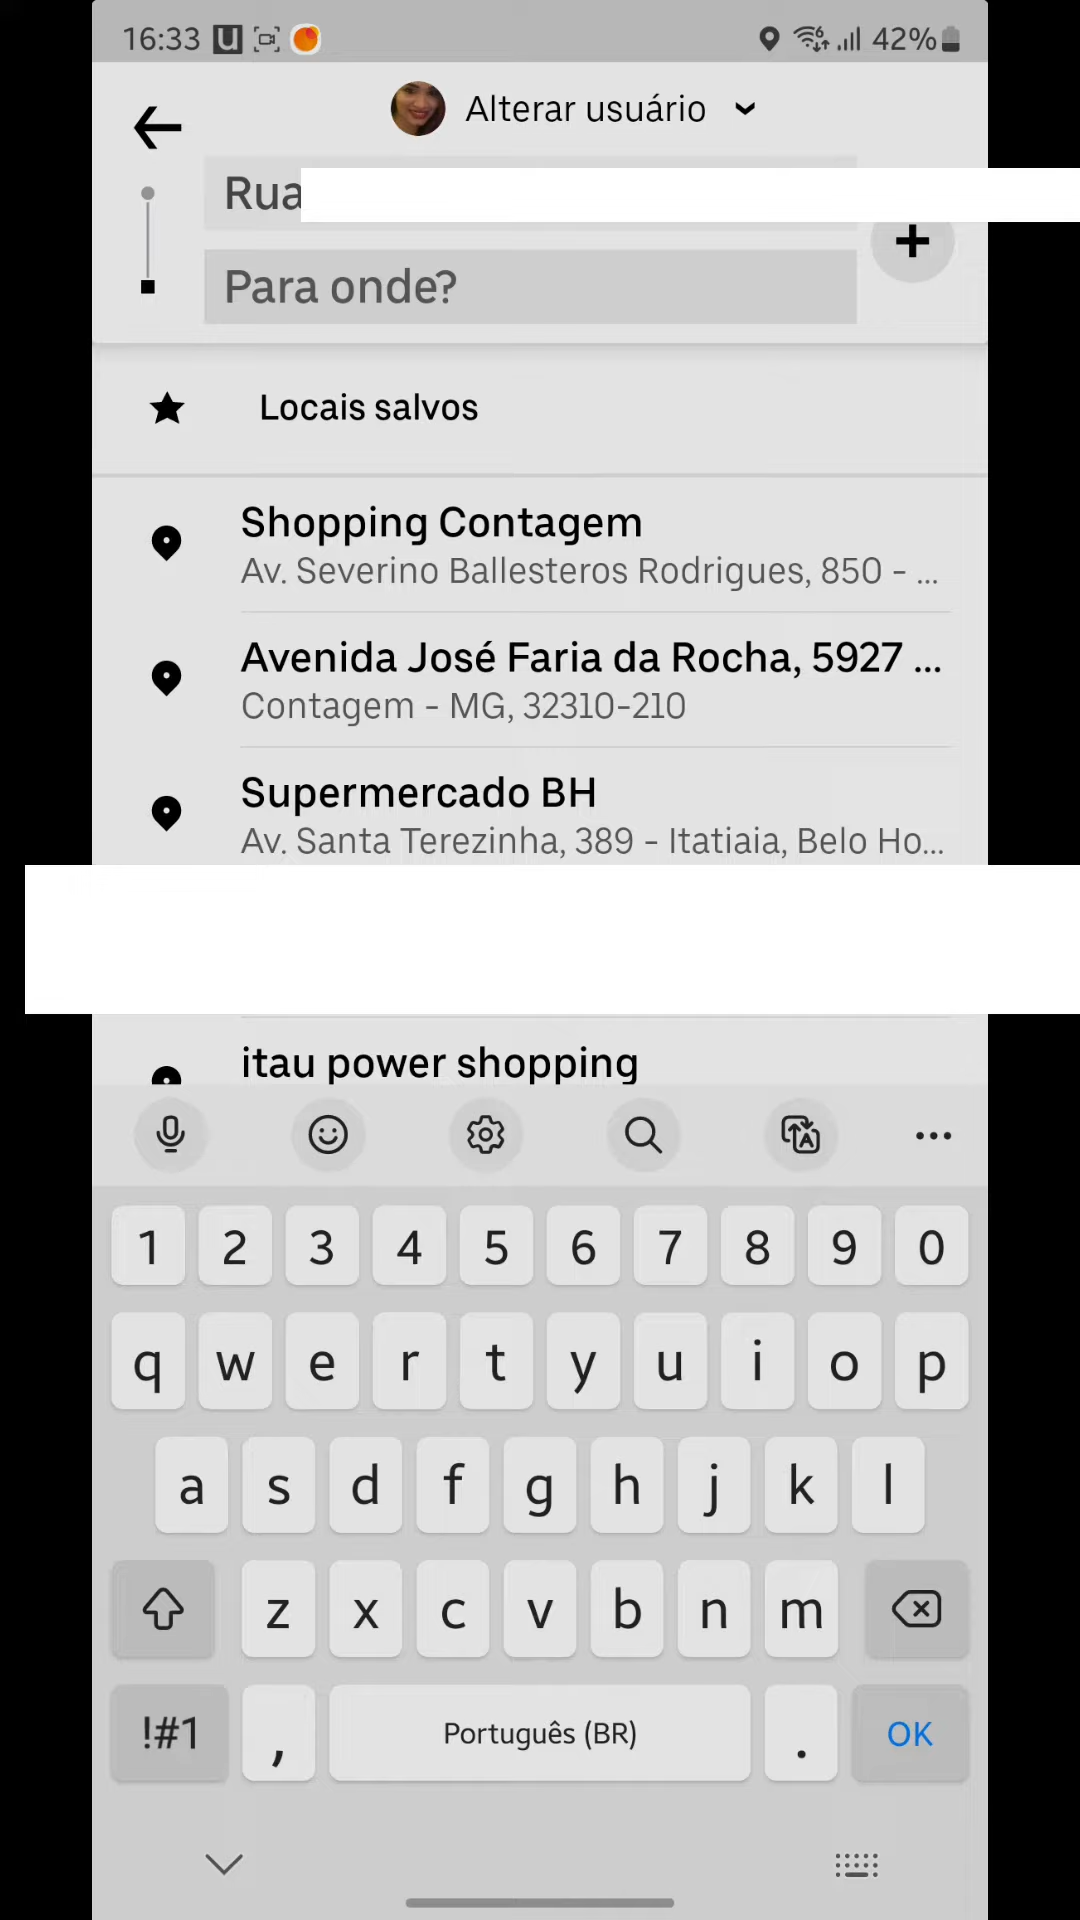 16:33
42%
Alterar usuário
Rua
Para onde?
Locais salvos
Shopping Contagem
Av. Severino Ballesteros Rodrigues, 850 - ...
Avenida José Faria da Rocha, 5927 ...
Contagem - MG, 32310-210
Supermercado BH
Av. Santa Terezinha, 389 - Itatiaia, Belo Ho...
itau power shopping
1 2 3 4 5 6 7 8 9 0
q w e r t y u i o p
a s d f g h j k l
z x c v b n m
!#1 , Português (BR) . OK